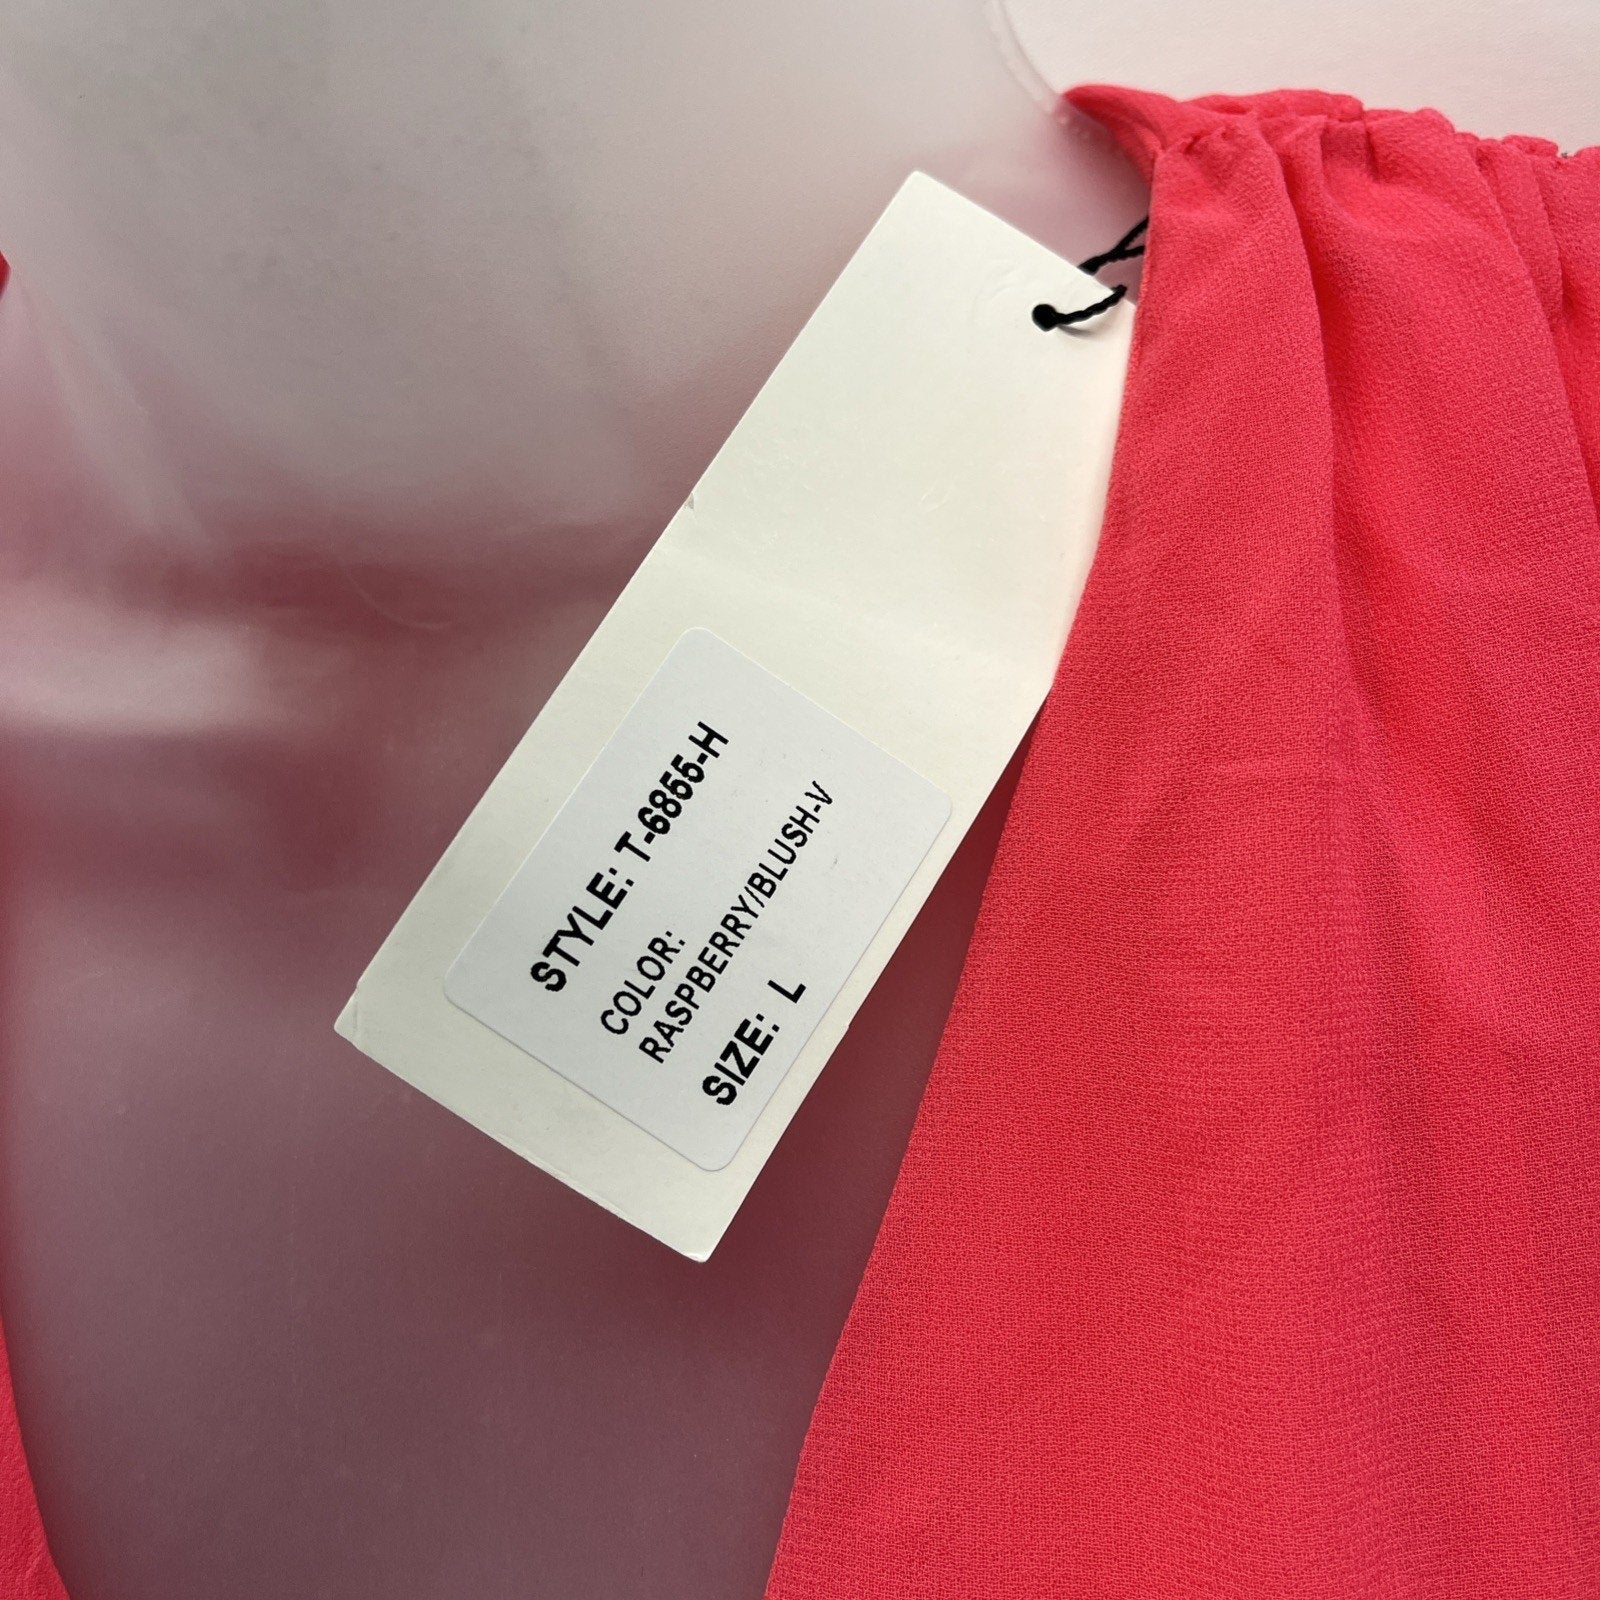 STYLE: T-6855-H
COLOR:
RASPBERRY/BLUSH-V
SIZE: L